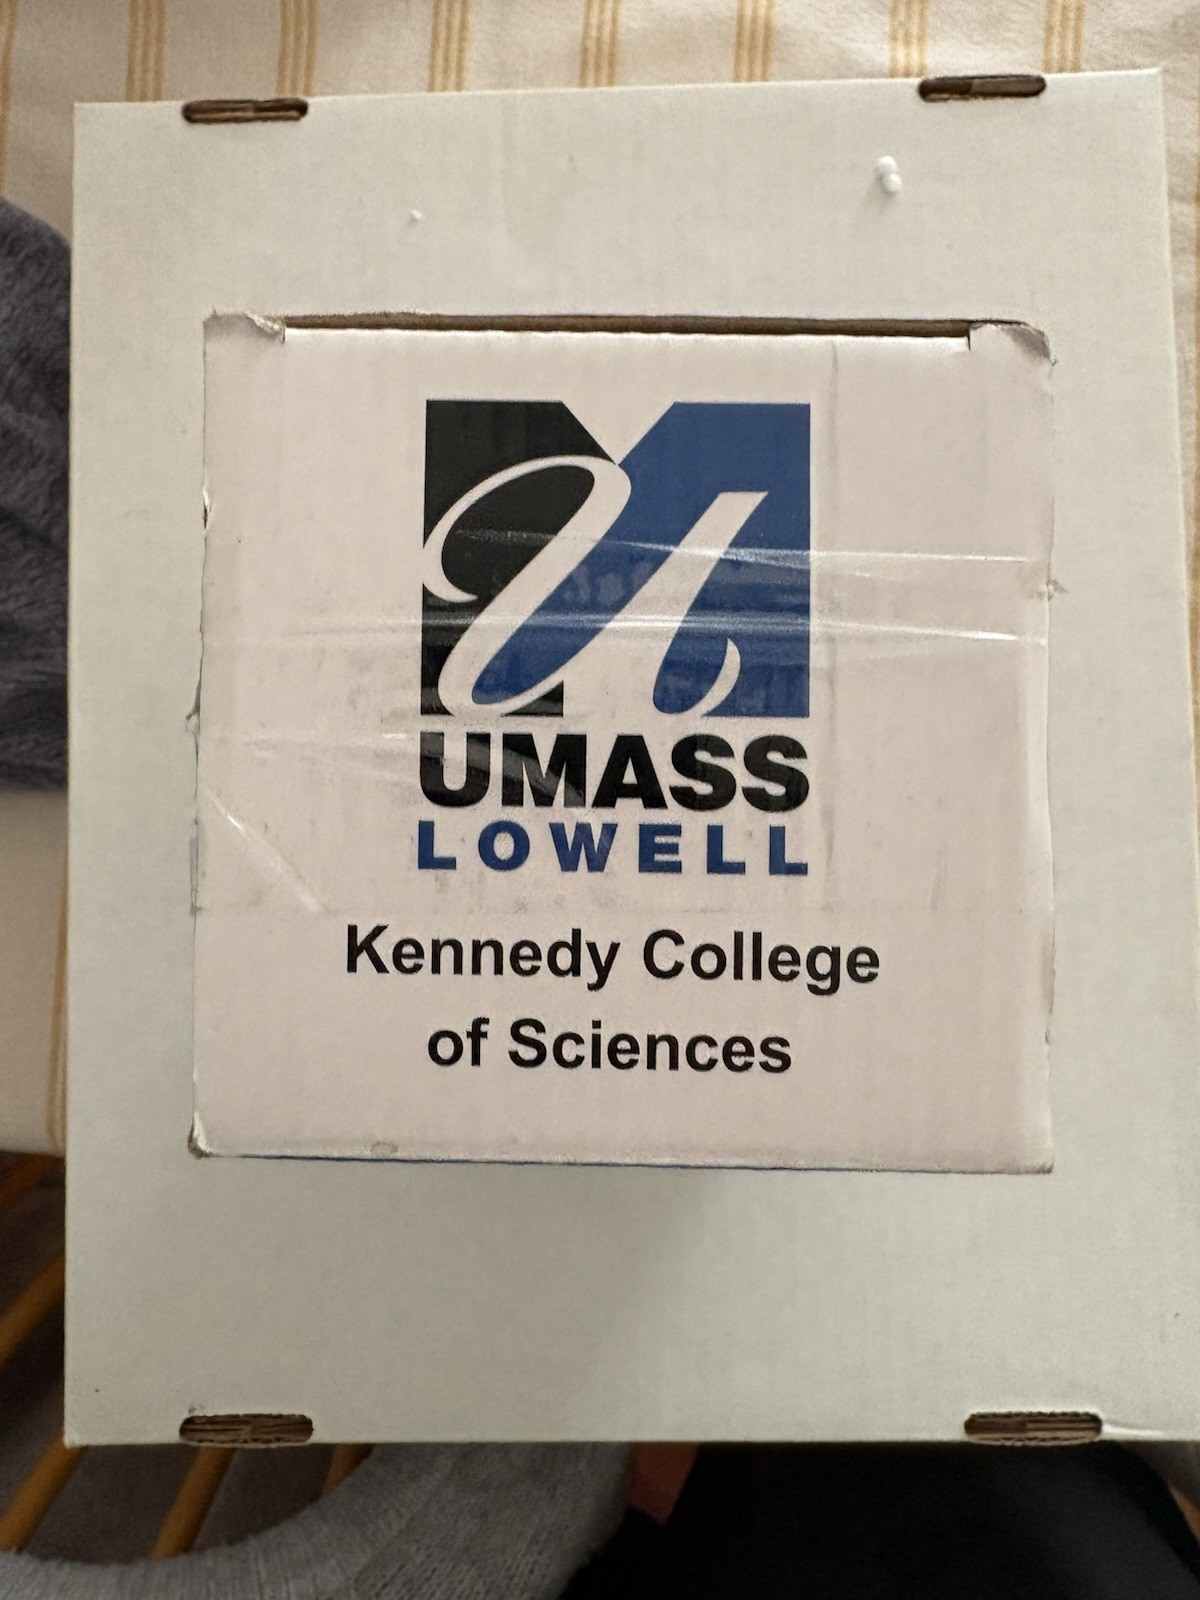 UMASS
LOWELL
Kennedy College
of Sciences